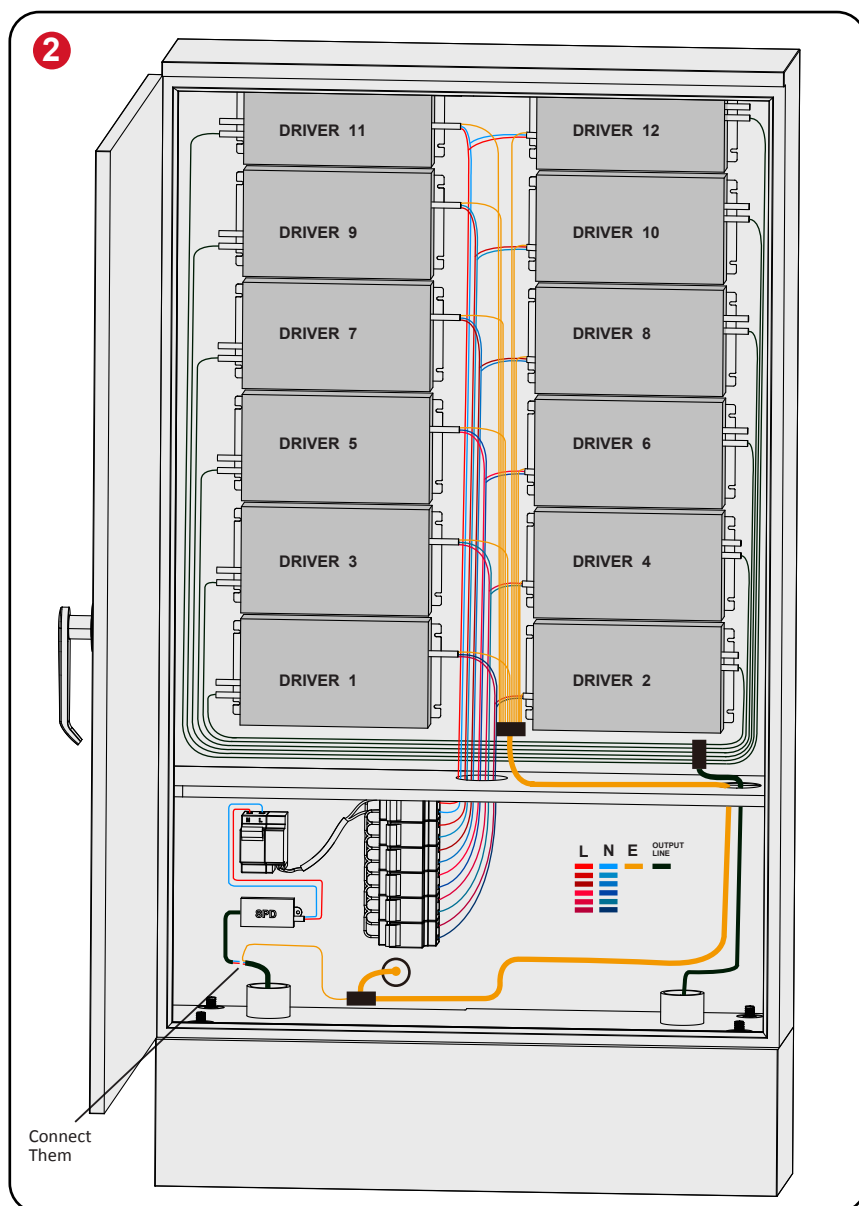 2
DRIVER 11
DRIVER 12
DRIVER 9
DRIVER 10
DRIVER 7
DRIVER 8
DRIVER 5
DRIVER 6
DRIVER 3
DRIVER 4
DRIVER 1
DRIVER 2
N L
L N E OUTPUT
LINE
SPD
Connect
Them